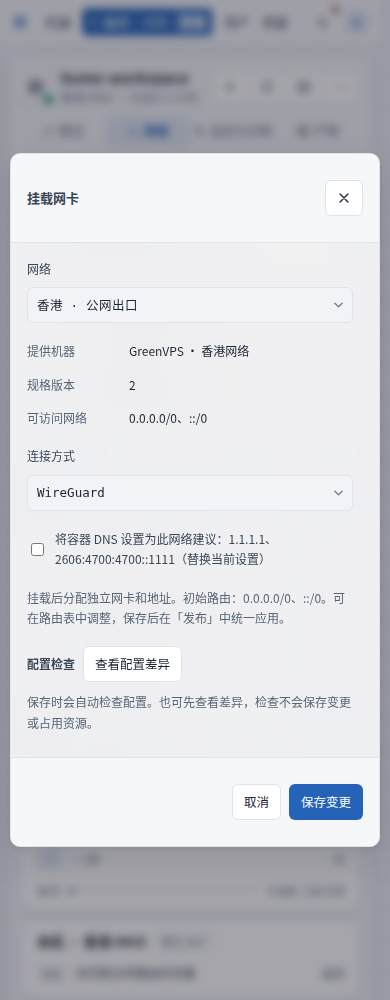 挂载网卡
网络
香港 · 公网出口
提供机器 GreenVPS · 香港网络
规格版本 2
可访问网络 0.0.0.0/0、::/0
连接方式
WireGuard
将容器 DNS 设置为此网络建议：1.1.1.1、
2606:4700:4700::1111（替换当前设置）
挂载后分配独立网卡和地址。初始路由：0.0.0.0/0、::/0。可
在路由表中调整，保存后在「发布」中统一应用。
配置检查 查看配置差异
保存时会自动检查配置。也可先查看差异，检查不会保存变更
或占用资源。
取消 保存变更